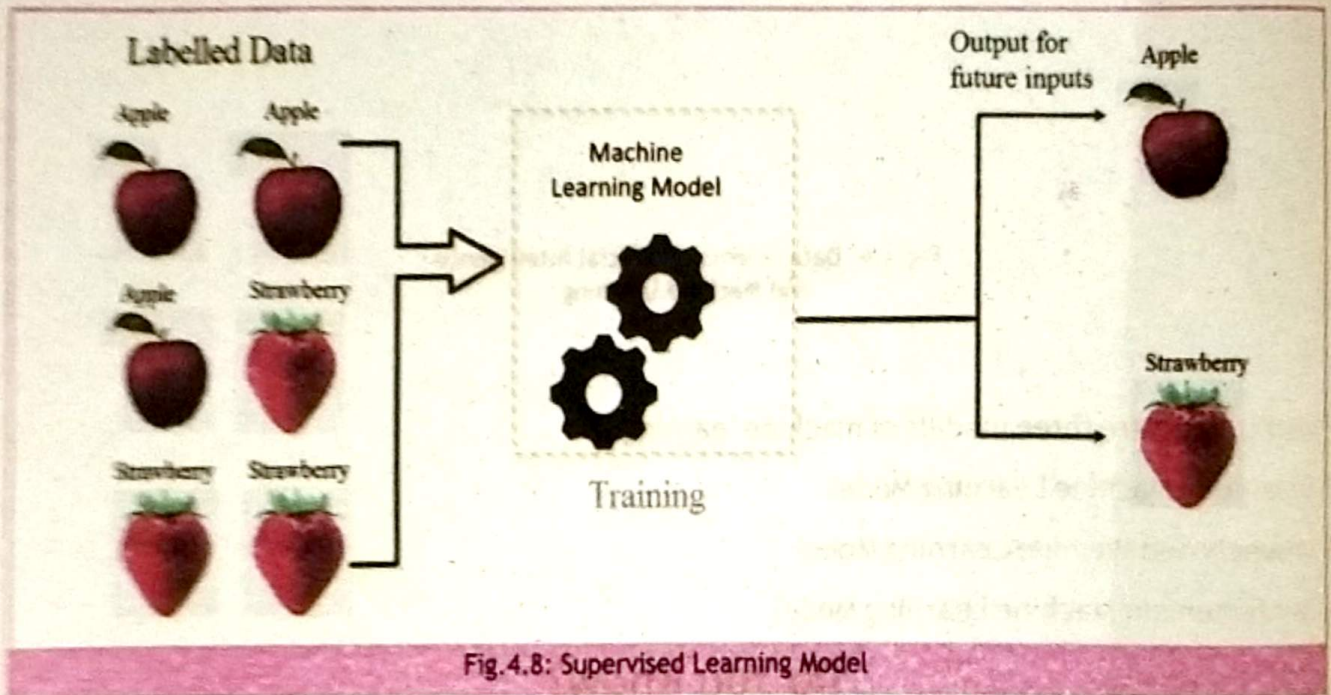 Labelled Data
Apple Apple
Apple Strawberry
Strawberry Strawberry
Machine
Learning Model
Training
Output for
future inputs
Apple
Strawberry
Fig.4.8: Supervised Learning Model